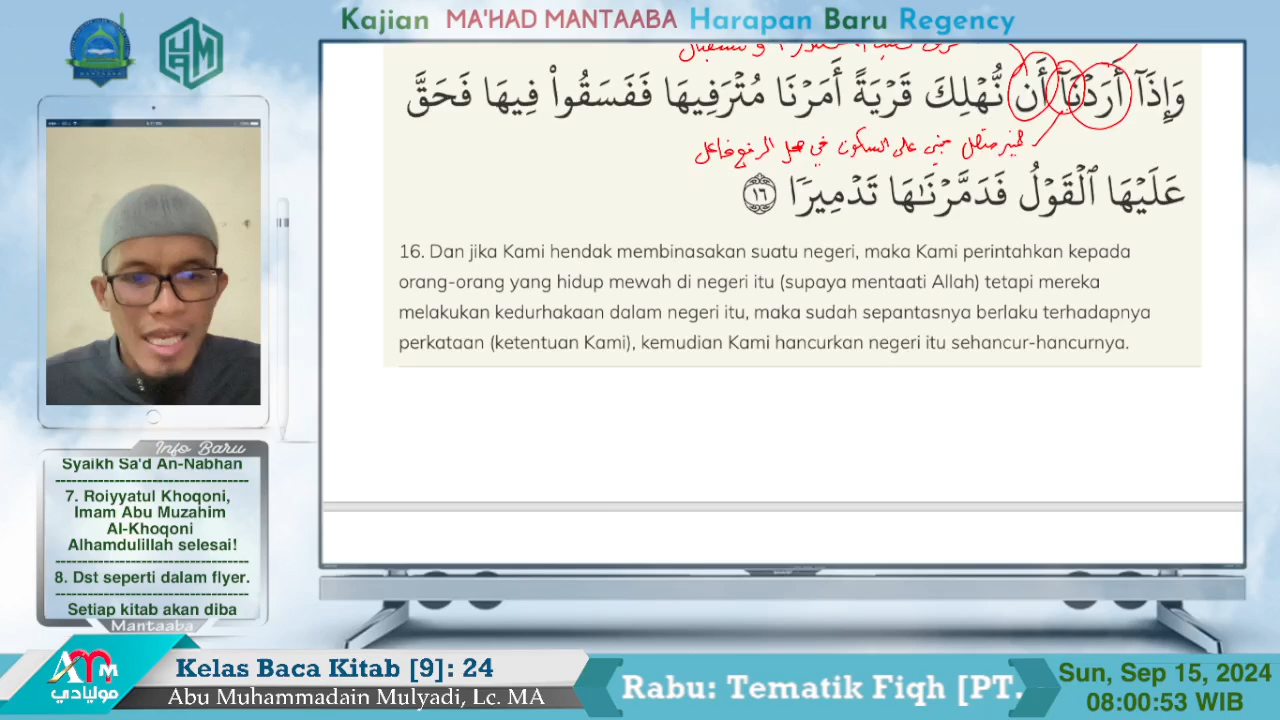 Kajian MA'HAD MANTAABA Harapan Baru Regency
MANTAABA
وَإِذَآ أَرَدْنَآ أَن نُّهْلِكَ قَرْيَةً أَمَرْنَا مُتْرَفِيهَا فَفَسَقُوا۟ فِيهَا فَحَقَّ
ضمير متصل مبني على السكون في محل الرفع فاعل
عَلَيْهَا ٱلْقَوْلُ فَدَمَّرْنَٰهَا تَدْمِيرًا ١٦
16. Dan jika Kami hendak membinasakan suatu negeri, maka Kami perintahkan kepada
orang-orang yang hidup mewah di negeri itu (supaya mentaati Allah) tetapi mereka
melakukan kedurhakaan dalam negeri itu, maka sudah sepantasnya berlaku terhadapnya
perkataan (ketentuan Kami), kemudian Kami hancurkan negeri itu sehancur-hancurnya.
Info Baru
Syaikh Sa'd An-Nabhan
7. Roiyyatul Khoqoni,
Imam Abu Muzahim
Al-Khoqoni
Alhamdulillah selesai!
8. Dst seperti dalam flyer.
Setiap kitab akan diba
Mantaaba
موليادي
Kelas Baca Kitab [9]: 24
Abu Muhammadain Mulyadi, Lc. MA
Rabu: Tematik Fiqh [PT.
Sun, Sep 15, 2024
08:00:53 WIB